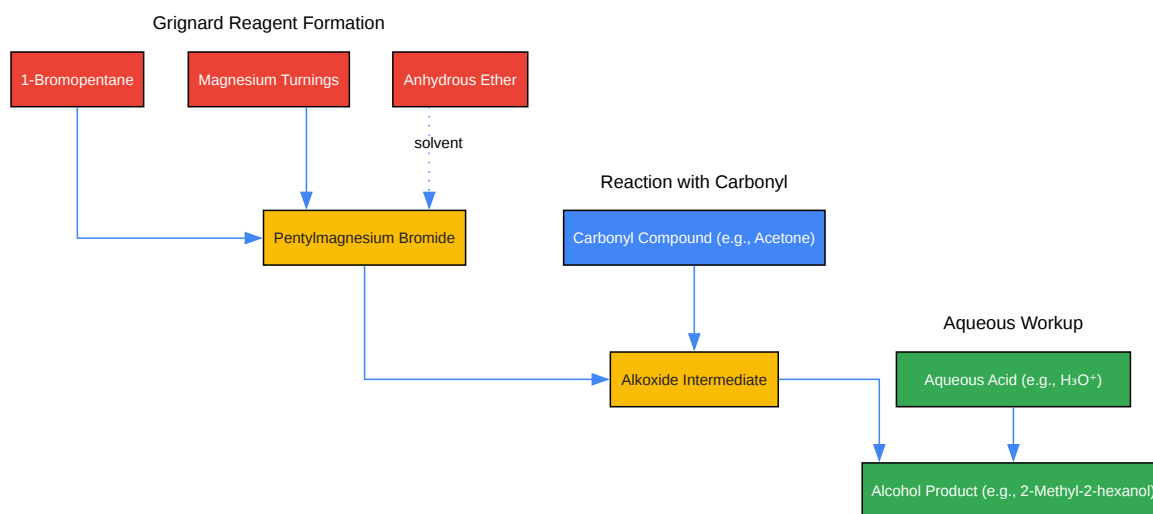 Grignard Reagent Formation
1-Bromopentane
Magnesium Turnings
Anhydrous Ether
solvent
Reaction with Carbonyl
Pentylmagnesium Bromide
Carbonyl Compound (e.g., Acetone)
Aqueous Workup
Alkoxide Intermediate
Aqueous Acid (e.g., H₃O⁺)
Alcohol Product (e.g., 2-Methyl-2-hexanol)